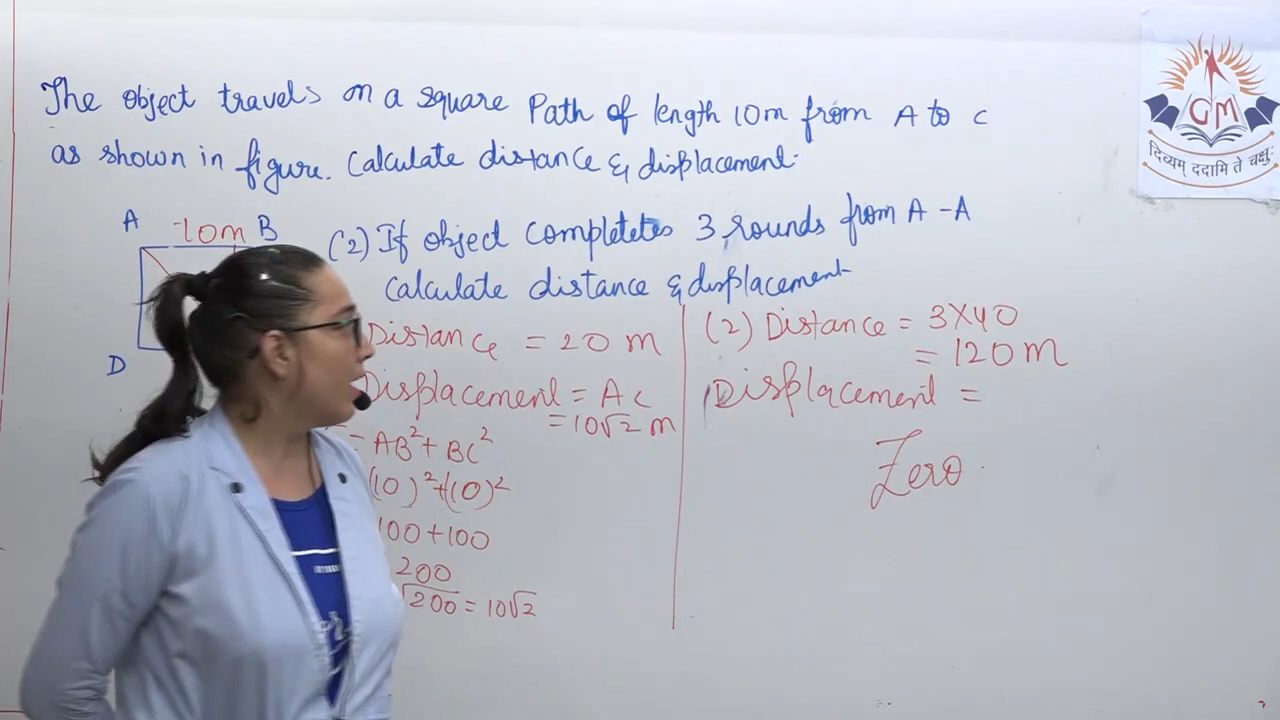 The object travels on a square Path of length 10m from A to C
as shown in figure. Calculate distance & displacement.
A 10m B
D
(2) If object completetes 3 rounds from A - A
Calculate distance & displacement
Distance = 20 m
Displacement = AC
= 10√2 m
= AB² + BC²
(10)² + (10)²
100 + 100
200
√200 = 10√2
(2) Distance = 3X40
= 120 m
Displacement =
Zero
GM
दिव्यम् ददामि ते चक्षुः